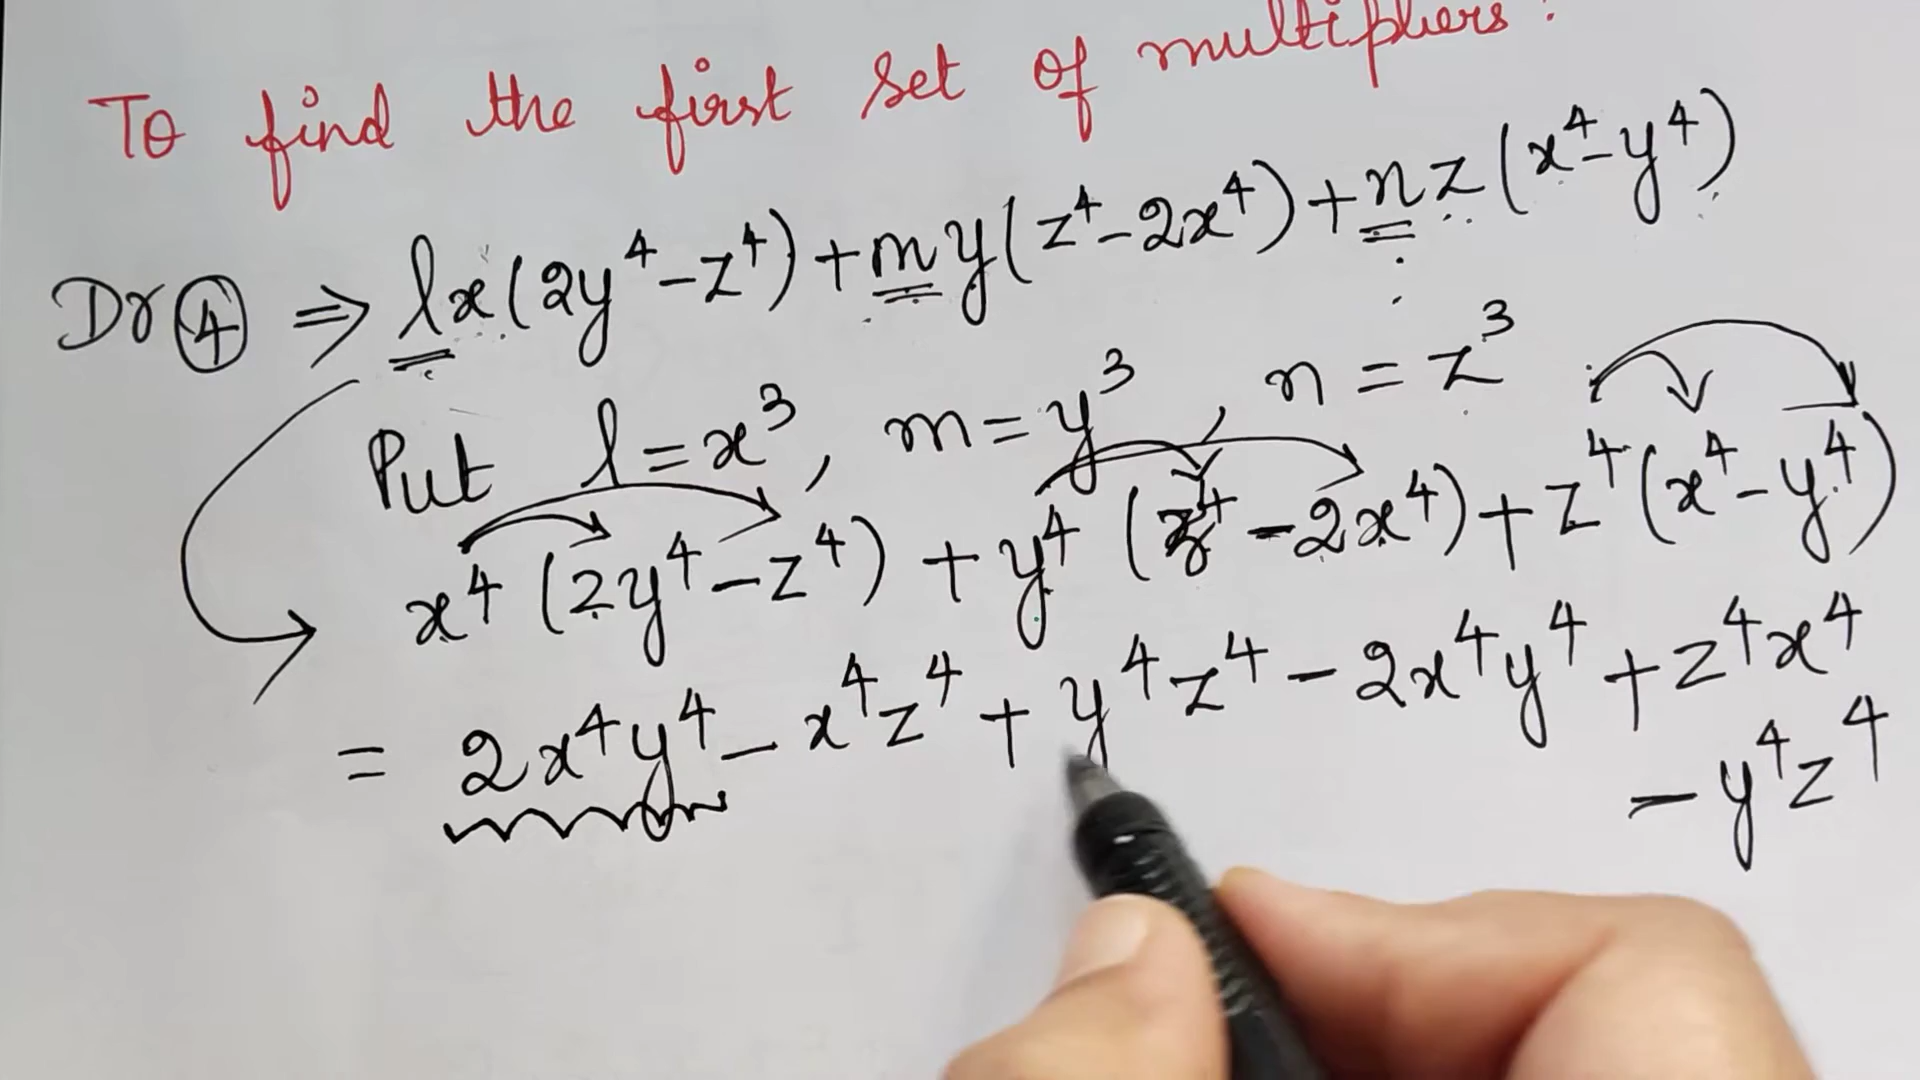 To find the first set of multipliers:
Dr ④ ⇒ lx(2y⁴ − z⁴) + my(z⁴ − 2x⁴) + nz(x⁴ − y⁴)
Put l = x³, m = y³, n = z³
x⁴(2y⁴ − z⁴) + y⁴(z⁴ − 2x⁴) + z⁴(x⁴ − y⁴)
= 2x⁴y⁴ − x⁴z⁴ + y⁴z⁴ − 2x⁴y⁴ + z⁴x⁴
− y⁴z⁴